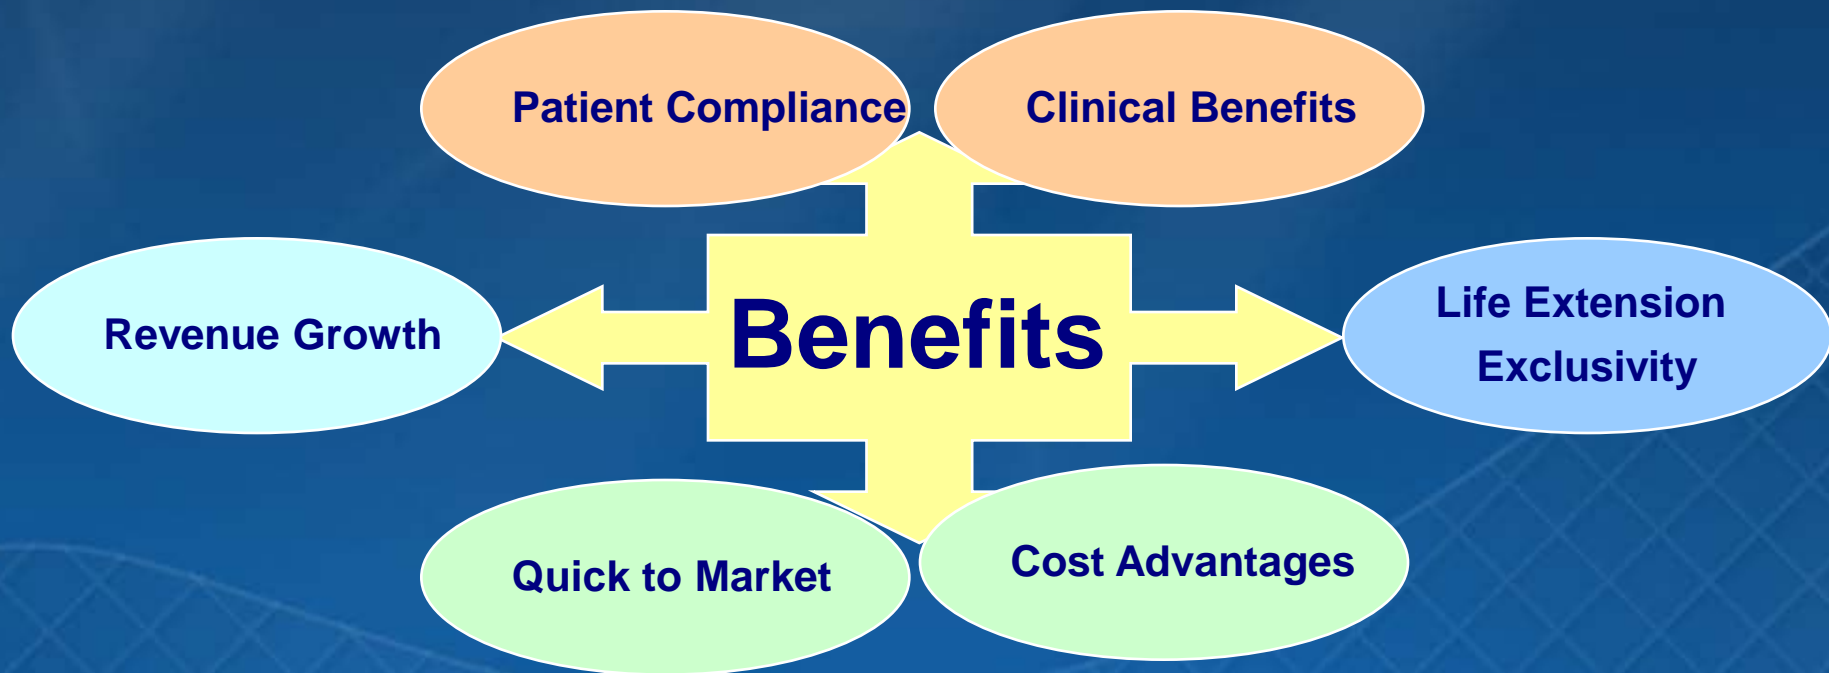 Patient Compliance
Clinical Benefits
Revenue Growth
Benefits
Life Extension
Exclusivity
Quick to Market
Cost Advantages